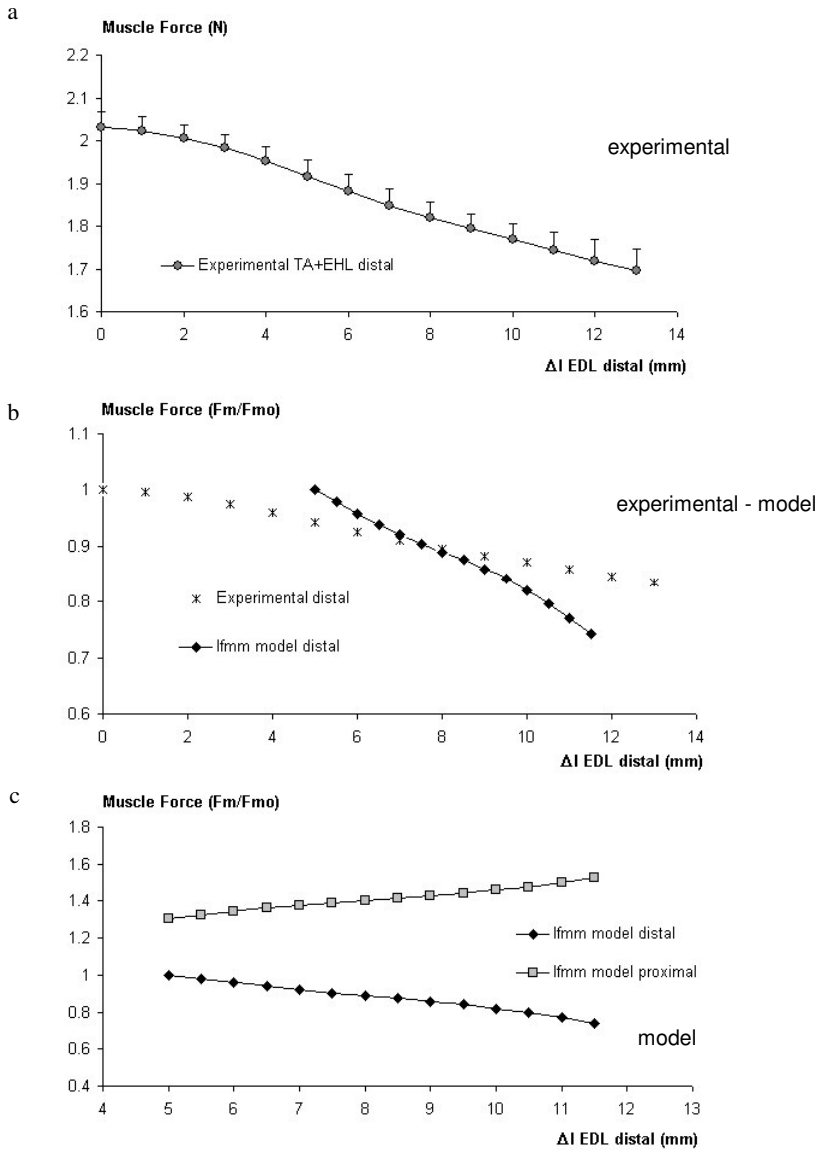 a
Muscle Force (N)
2.2
2.1
2
1.9
1.8
1.7
1.6
0 2 4 6 8 10 12 14
experimental
Experimental TA+EHL distal
Δl EDL distal (mm)
b
Muscle Force (Fm/Fmo)
1.1
1
0.9
0.8
0.7
0.6
0 2 4 6 8 10 12 14
experimental - model
Experimental distal
lfmm model distal
Δl EDL distal (mm)
c
Muscle Force (Fm/Fmo)
1.8
1.6
1.4
1.2
1
0.8
0.6
0.4
4 5 6 7 8 9 10 11 12 13
lfmm model distal
lfmm model proximal
model
Δl EDL distal (mm)